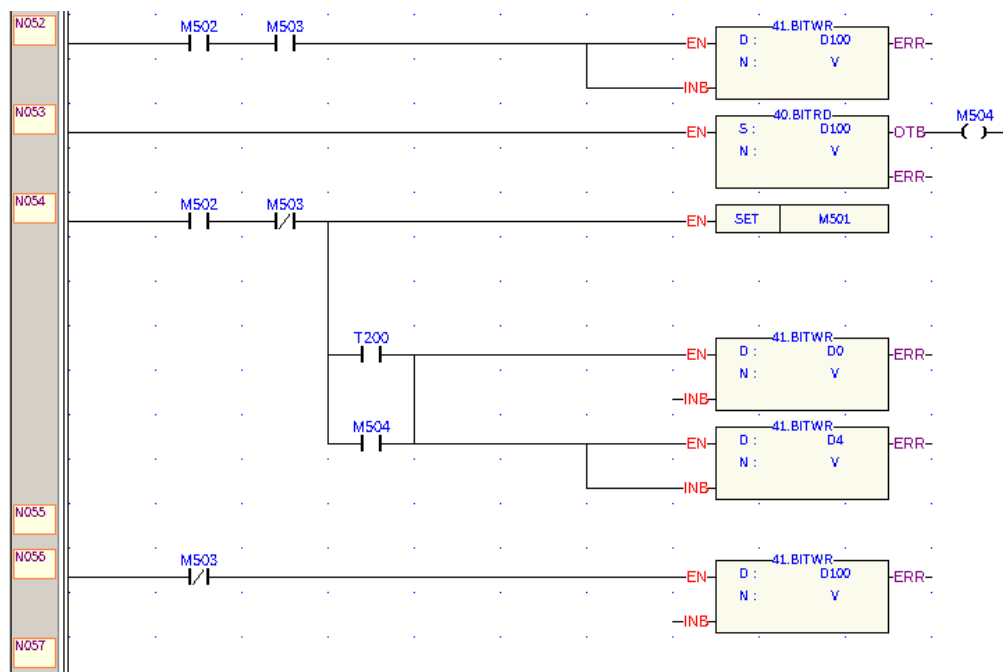 N052
M502 M503
EN 41.BITWR ERR
D : D100
N : V
INB
N053
EN 40.BITRD OTB M504
S : D100
N : V
ERR
N054
M502 M503
EN SET M501
T200
EN 41.BITWR ERR
D : D0
N : V
INB
M504
EN 41.BITWR ERR
D : D4
N : V
INB
N055
N056
M503
EN 41.BITWR ERR
D : D100
N : V
INB
N057